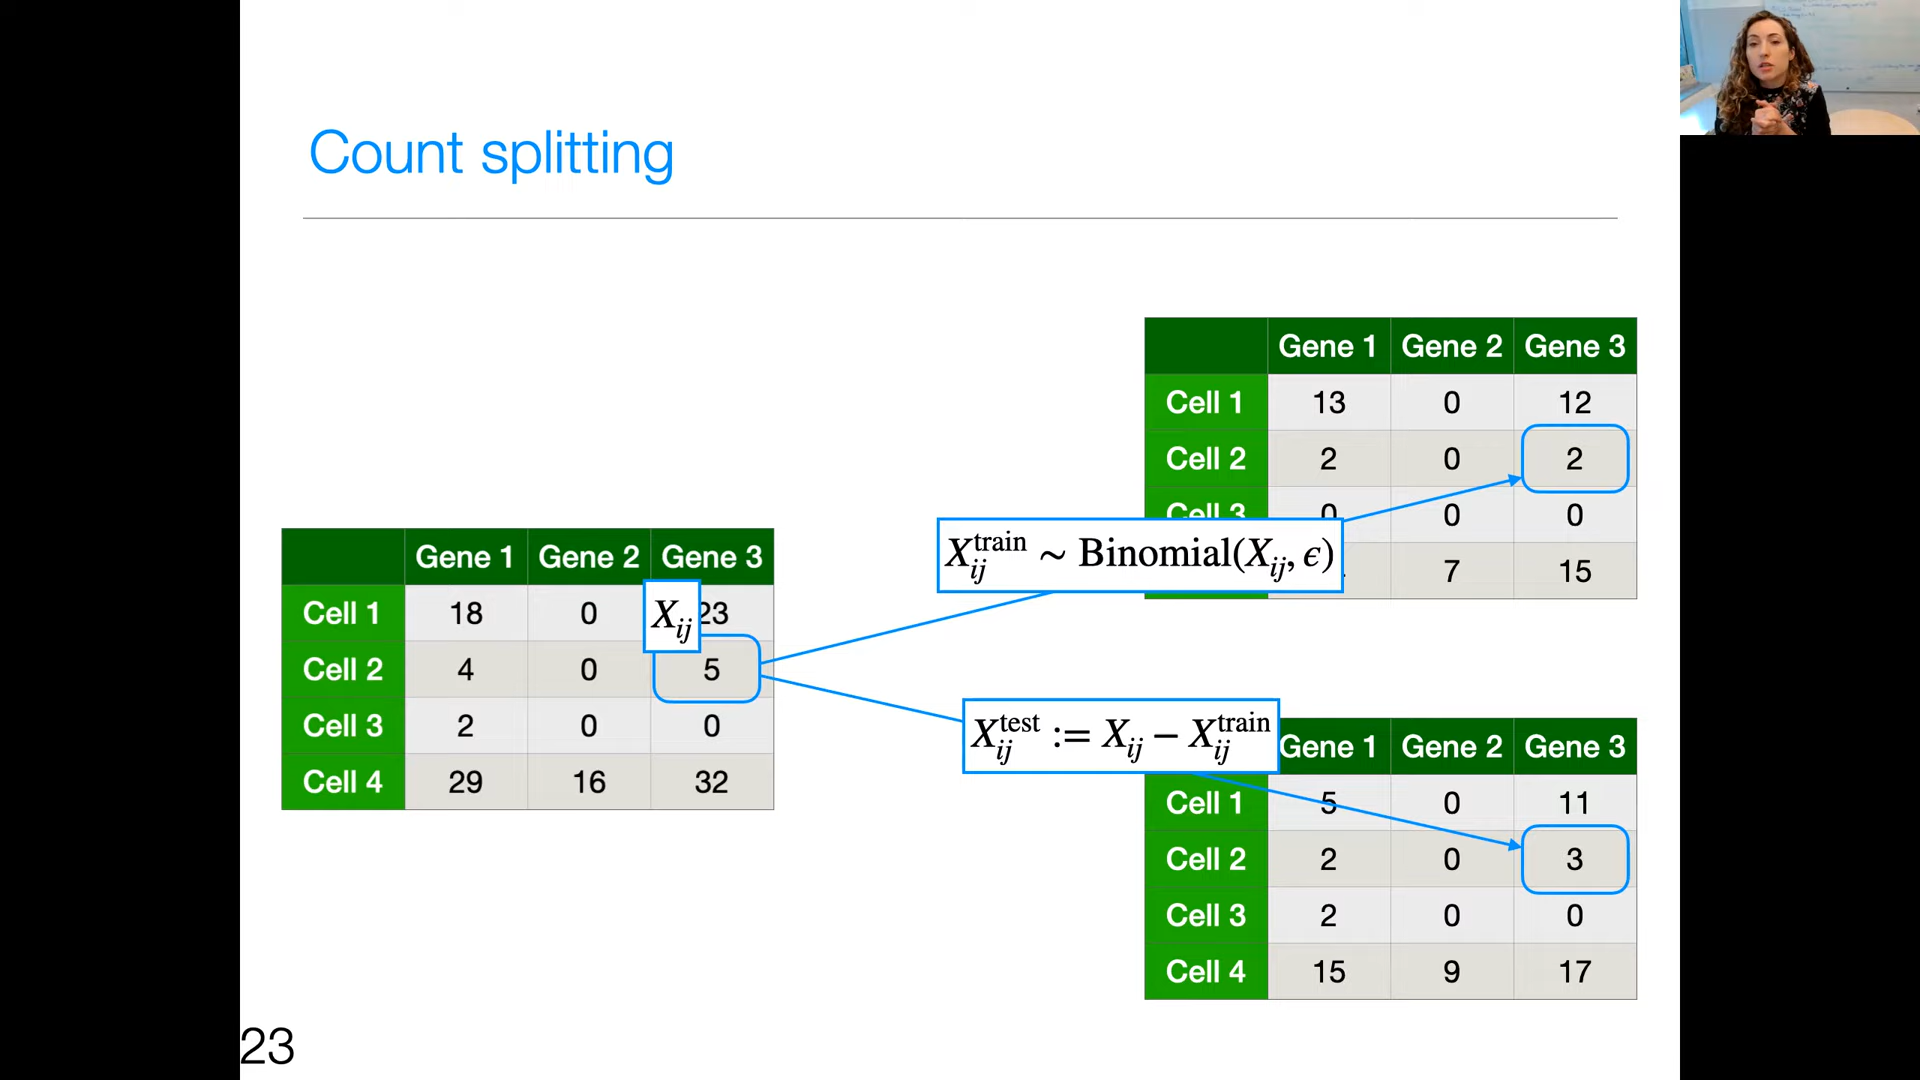 Count splitting
Gene 1 Gene 2 Gene 3
Cell 1 13 0 12
Cell 2 2 0 2
Cell 3 0 0 0
7 15
X_{ij}^{train} ∼ Binomial(X_{ij}, ϵ)
Gene 1 Gene 2 Gene 3
Cell 1 18 0 23
X_{ij}
Cell 2 4 0 5
Cell 3 2 0 0
Cell 4 29 16 32
X_{ij}^{test} := X_{ij} − X_{ij}^{train}
Gene 1 Gene 2 Gene 3
Cell 1 5 0 11
Cell 2 2 0 3
Cell 3 2 0 0
Cell 4 15 9 17
23